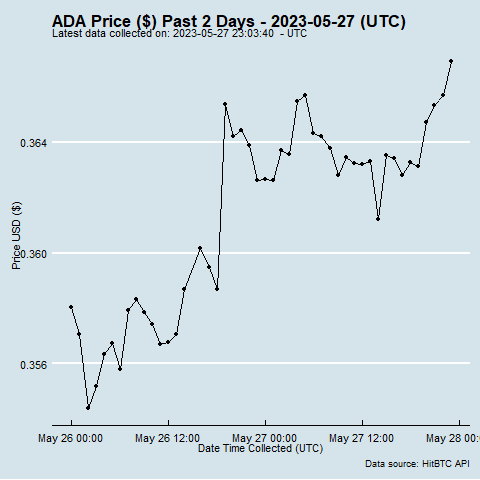 ADA Price ($) Past 2 Days - 2023-05-27 (UTC)
Latest data collected on: 2023-05-27 23:03:40 - UTC
0.364
0.360
0.356
Price USD ($)
May 26 00:00 May 26 12:00 May 27 00:00 May 27 12:00 May 28 00:
Date Time Collected (UTC)
Data source: HitBTC API